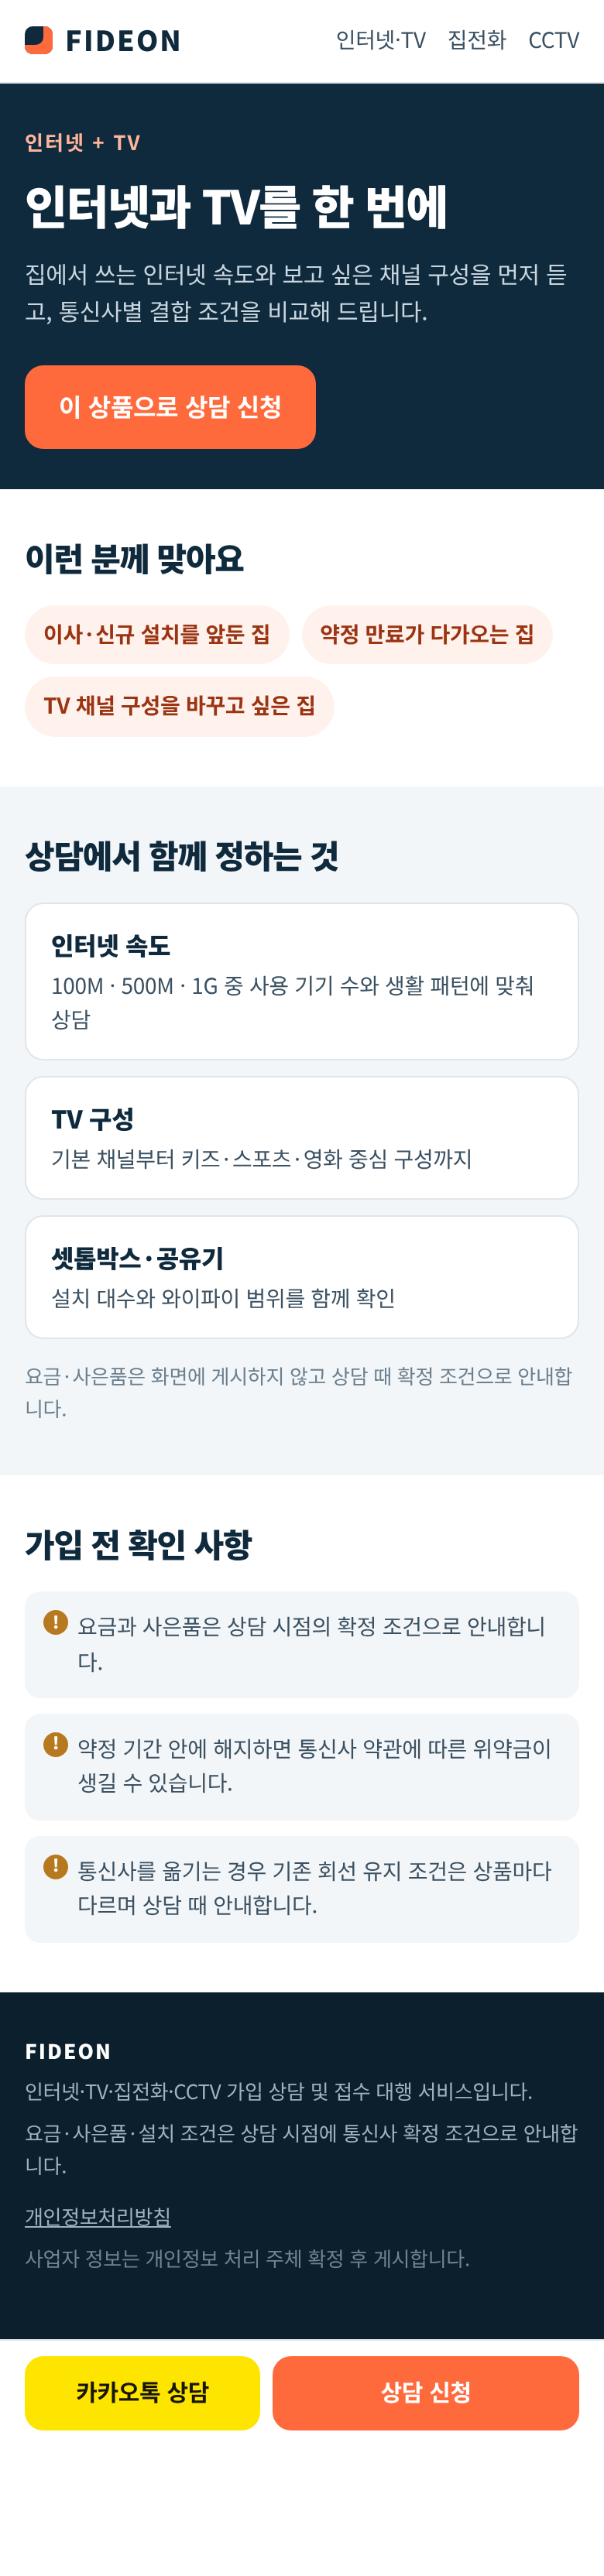 FIDEON
인터넷·TV 집전화 CCTV
인터넷 + TV
인터넷과 TV를 한 번에
집에서 쓰는 인터넷 속도와 보고 싶은 채널 구성을 먼저 듣
고, 통신사별 결합 조건을 비교해 드립니다.
이 상품으로 상담 신청
이런 분께 맞아요
이사·신규 설치를 앞둔 집
약정 만료가 다가오는 집
TV 채널 구성을 바꾸고 싶은 집
상담에서 함께 정하는 것
인터넷 속도
100M · 500M · 1G 중 사용 기기 수와 생활 패턴에 맞춰
상담
TV 구성
기본 채널부터 키즈·스포츠·영화 중심 구성까지
셋톱박스·공유기
설치 대수와 와이파이 범위를 함께 확인
요금·사은품은 화면에 게시하지 않고 상담 때 확정 조건으로 안내합
니다.
가입 전 확인 사항
! 요금과 사은품은 상담 시점의 확정 조건으로 안내합니
다.
! 약정 기간 안에 해지하면 통신사 약관에 따른 위약금이
생길 수 있습니다.
! 통신사를 옮기는 경우 기존 회선 유지 조건은 상품마다
다르며 상담 때 안내합니다.
FIDEON
인터넷·TV·집전화·CCTV 가입 상담 및 접수 대행 서비스입니다.
요금·사은품·설치 조건은 상담 시점에 통신사 확정 조건으로 안내합
니다.
개인정보처리방침
사업자 정보는 개인정보 처리 주체 확정 후 게시합니다.
카카오톡 상담
상담 신청